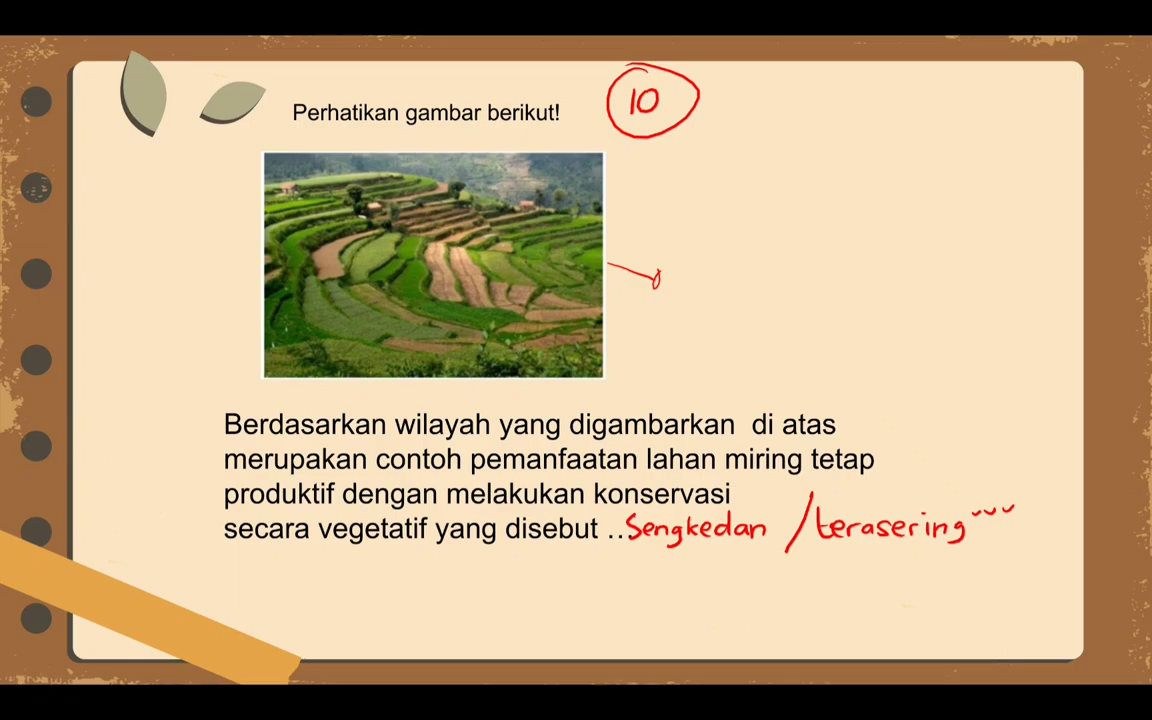 Perhatikan gambar berikut! 10
Berdasarkan wilayah yang digambarkan di atas
merupakan contoh pemanfaatan lahan miring tetap
produktif dengan melakukan konservasi
secara vegetatif yang disebut ... Sengkedan / terasering